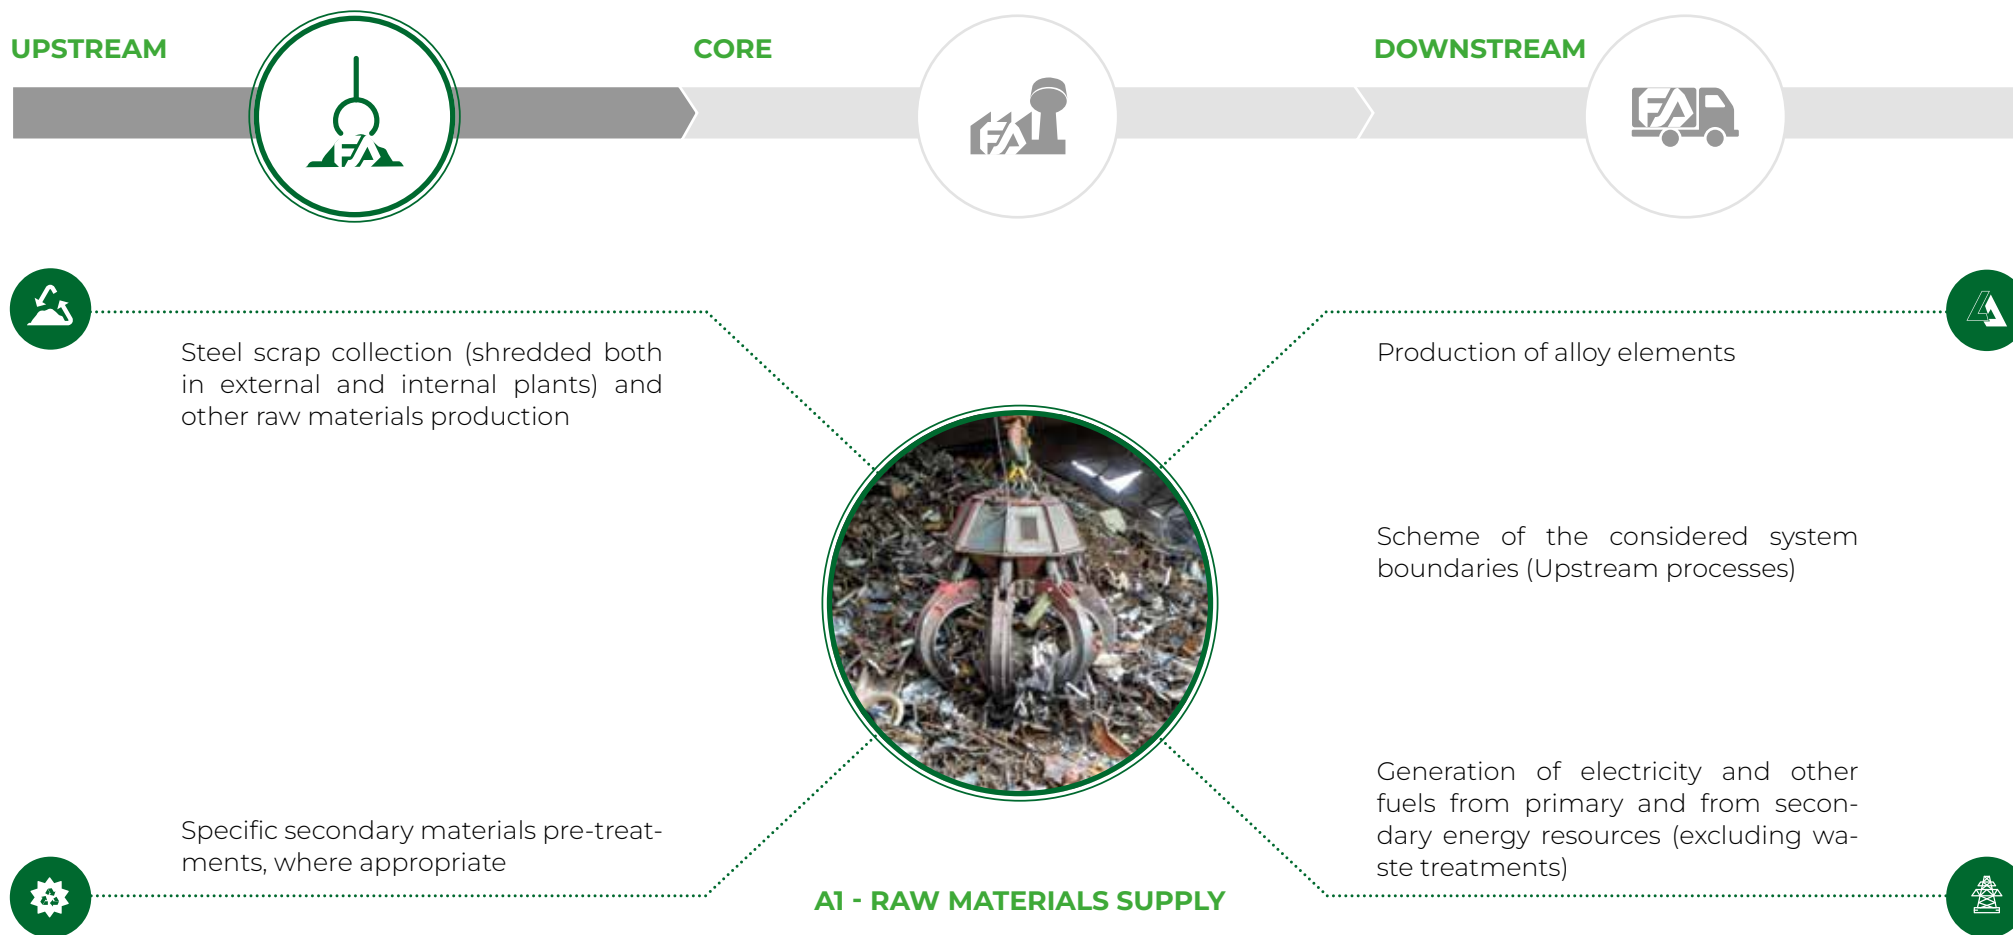 UPSTREAM
CORE
DOWNSTREAM
FA
FA
FA
Steel scrap collection (shredded both
in external and internal plants) and
other raw materials production
Production of alloy elements
Scheme of the considered system
boundaries (Upstream processes)
Specific secondary materials pre-treat-
ments, where appropriate
Generation of electricity and other
fuels from primary and from secon-
dary energy resources (excluding wa-
ste treatments)
A1 - RAW MATERIALS SUPPLY